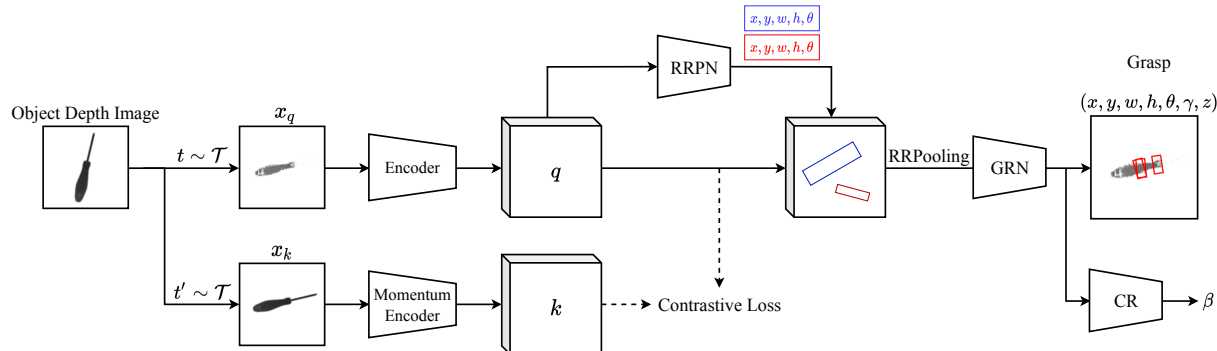 x, y, w, h, θ
x, y, w, h, θ
RRPN
Grasp
Object Depth Image
x_q
(x, y, w, h, θ, γ, z)
t ∼ 𝒯
Encoder
q
RRPooling
GRN
x_k
t′ ∼ 𝒯
Momentum
Encoder
k
Contrastive Loss
CR
β